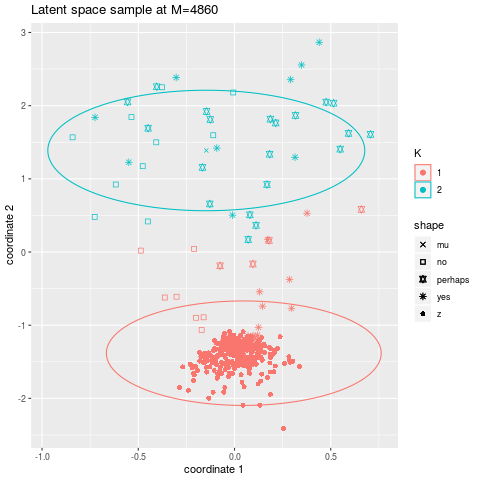 Latent space sample at M=4860
3
2
1
0
-1
-2
-1.0
-0.5
0.0
0.5
coordinate 1
coordinate 2
K
1
2
shape
mu
no
perhaps
yes
z